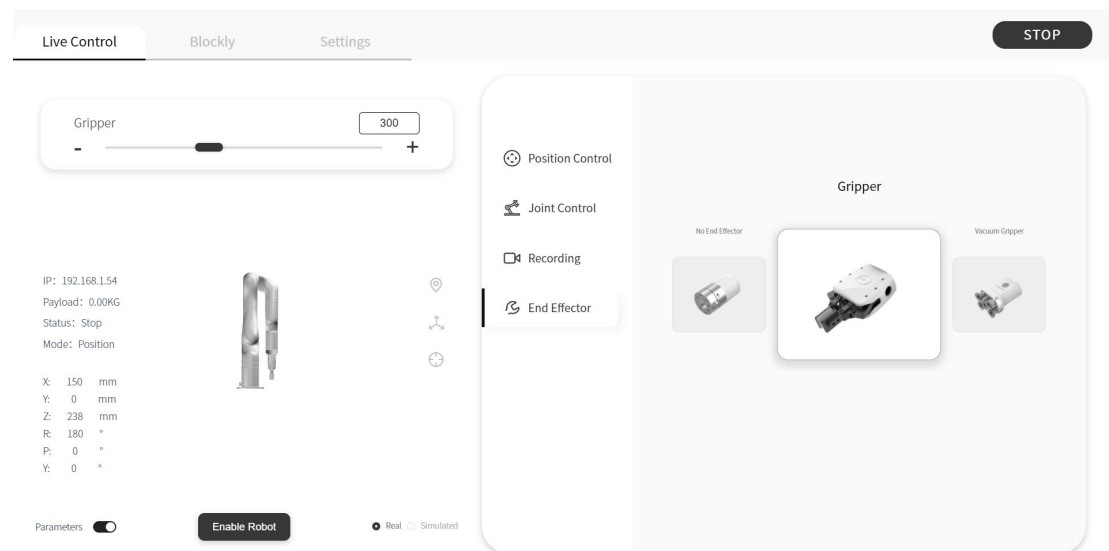 Live Control Blockly Settings STOP
Gripper 300
- +
Position Control
Joint Control
Recording
End Effector
Gripper
No End Effector
Vacuum Gripper
IP: 192.168.1.54
Payload: 0.00KG
Status: Stop
Mode: Position
X: 150 mm
Y: 0 mm
Z: 238 mm
R: 180 °
P: 0 °
Y: 0 °
Parameters Enable Robot Real Simulated